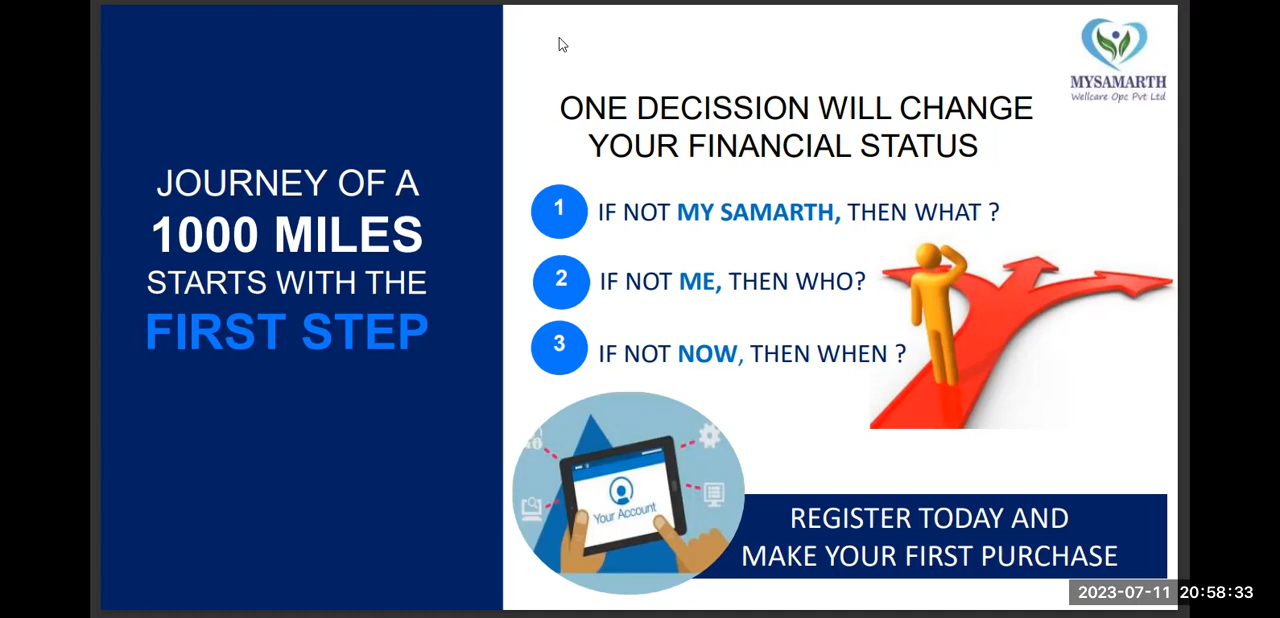 JOURNEY OF A
1000 MILES
STARTS WITH THE
FIRST STEP
MYSAMARTH
Wellcare Opc Pvt Ltd
ONE DECISSION WILL CHANGE
YOUR FINANCIAL STATUS
1 IF NOT MY SAMARTH, THEN WHAT ?
2 IF NOT ME, THEN WHO?
3 IF NOT NOW, THEN WHEN ?
Your Account
REGISTER TODAY AND
MAKE YOUR FIRST PURCHASE
2023-07-11 20:58:33